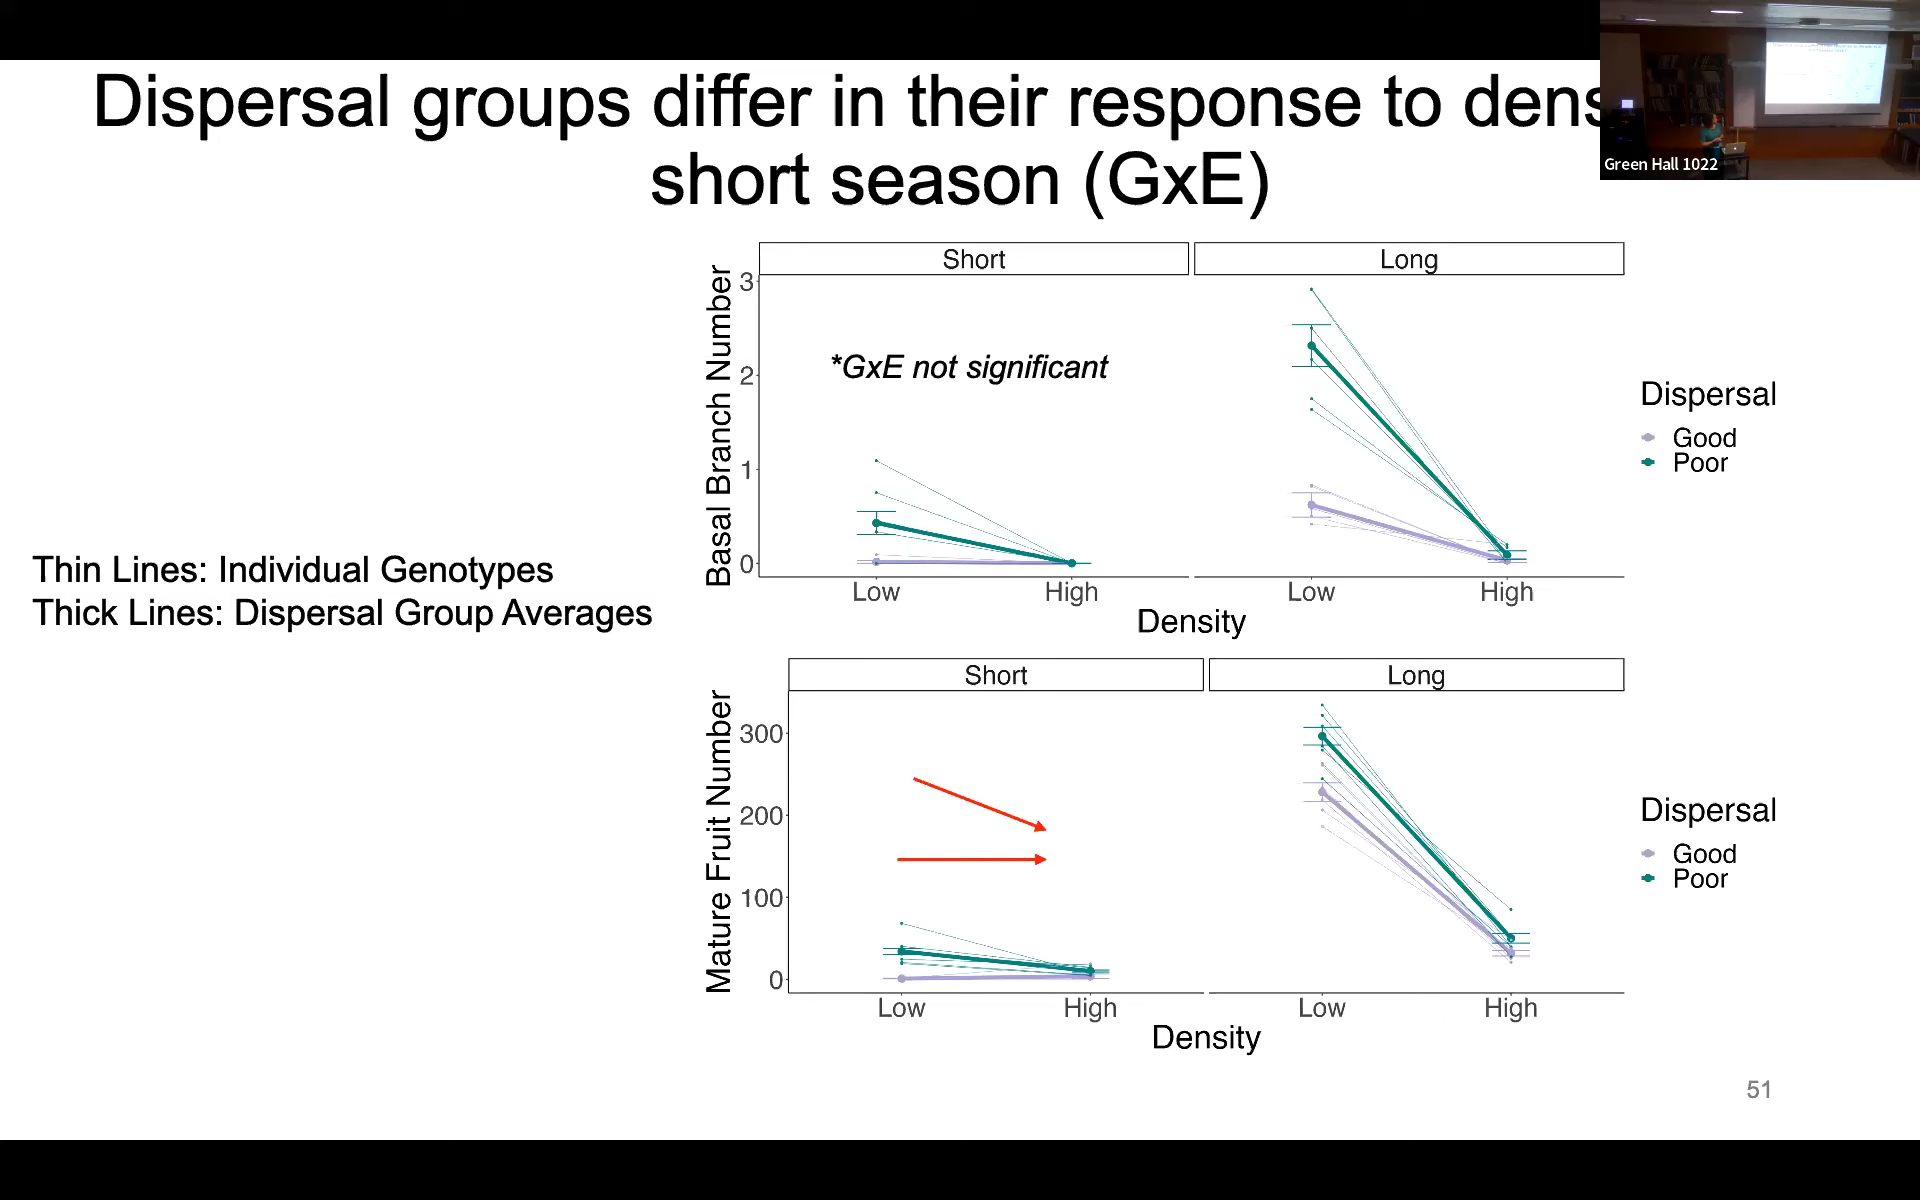 Dispersal groups differ in their response to dens
short season (GxE)
Green Hall 1022
Short
Long
Basal Branch Number
3
2
1
0
*GxE not significant
Low
High
Low
High
Density
Dispersal
Good
Poor
Thin Lines: Individual Genotypes
Thick Lines: Dispersal Group Averages
Short
Long
Mature Fruit Number
300
200
100
0
Low
High
Low
High
Density
Dispersal
Good
Poor
51